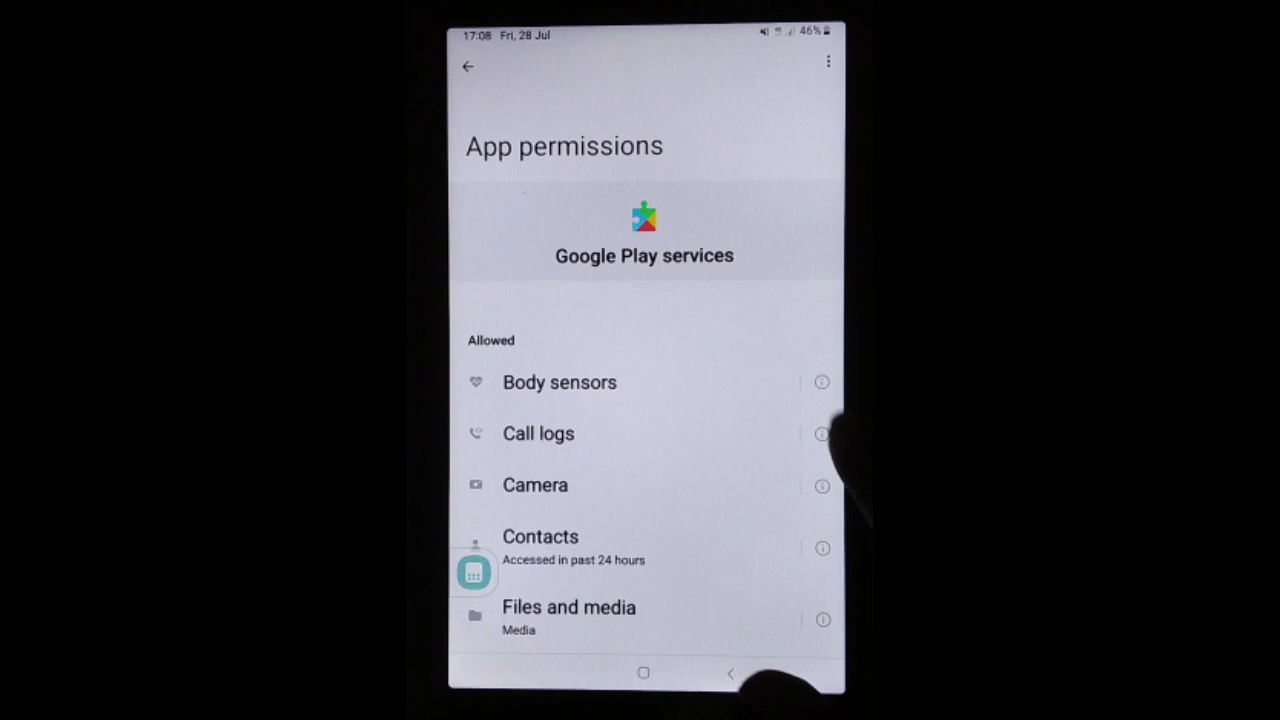 17:08 Fri, 28 Jul 46%
App permissions
Google Play services
Allowed
Body sensors
Call logs
Camera
Contacts
Accessed in past 24 hours
Files and media
Media